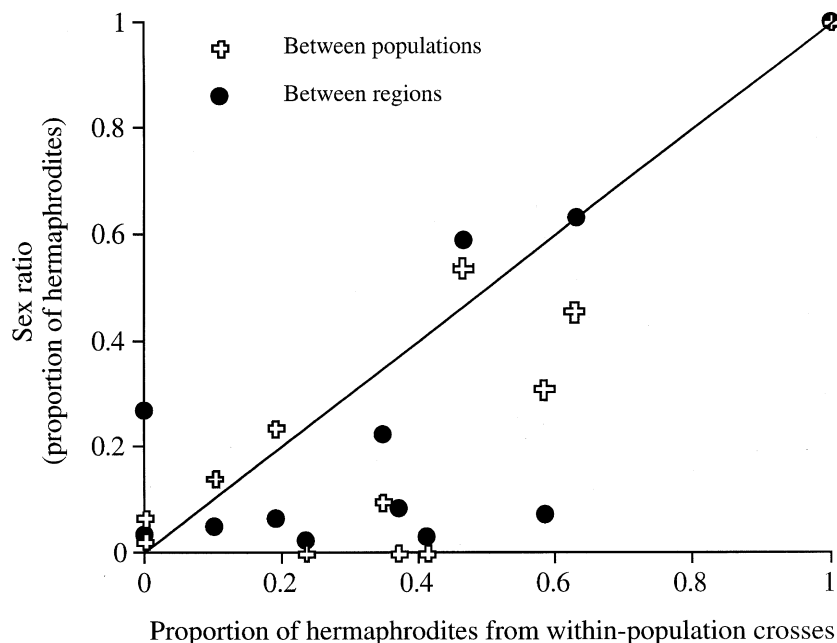 1
Between populations
Between regions
0.8
0.6
0.4
0.2
0
Sex ratio
(proportion of hermaphrodites)
0
0.2
0.4
0.6
0.8
1
Proportion of hermaphrodites from within-population crosses